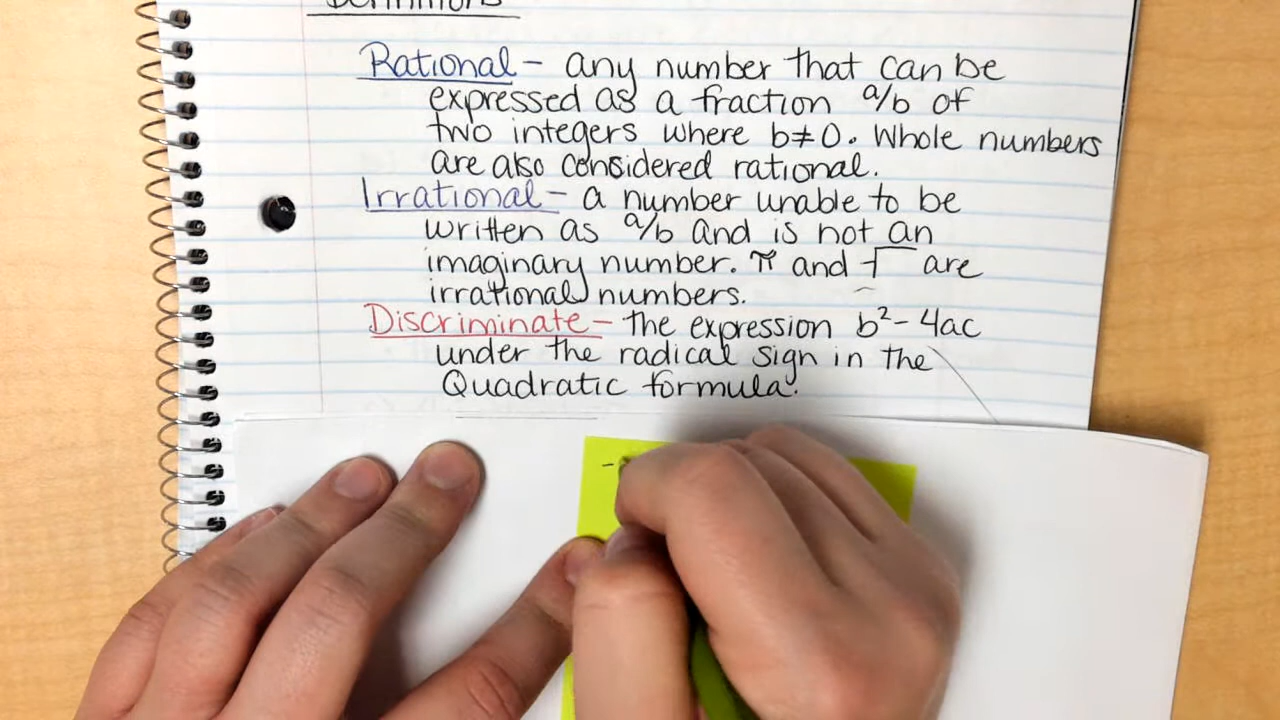 Definitions
Rational - any number that can be
expressed as a fraction a/b of
two integers where b≠0. Whole numbers
are also considered rational.
Irrational - a number unable to be
written as a/b and is not an
imaginary number. π and √ are
irrational numbers.
Discriminate - the expression b² - 4ac
under the radical sign in the
Quadratic formula.
-